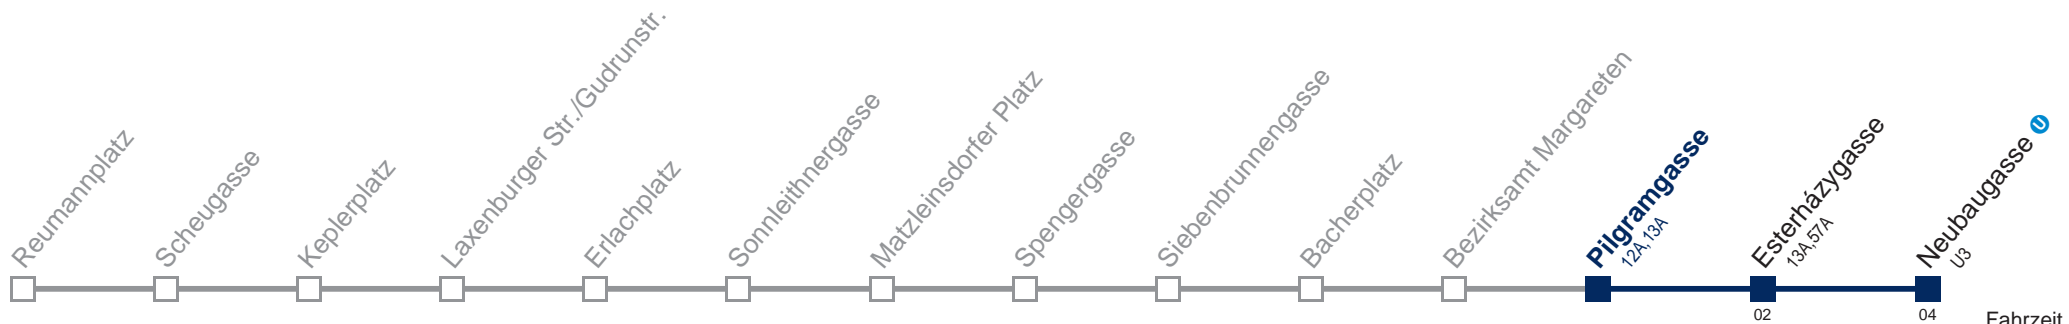 Reumannplatz
Scheugasse
Keplerplatz
Laxenburger Str./Gudrunstr.
Erlachplatz
Sonnleithnergasse
Matzleinsdorfer Platz
Spengergasse
Siebenbrunnengasse
Bacherplatz
Bezirksamt Margareten
Pilgramgasse
12A,13A
Esterházygasse
13A,57A
Neubaugasse U
U3
02
04
Fahrzeit